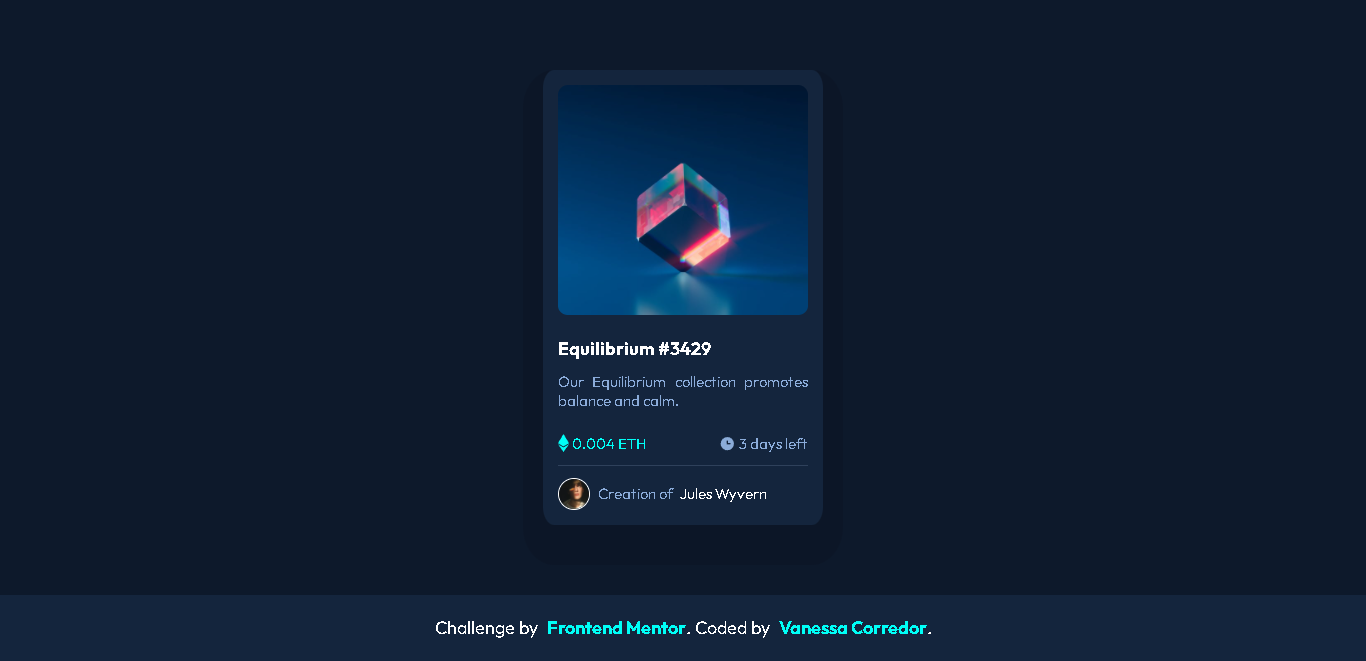 Equilibrium #3429
Our Equilibrium collection promotes
balance and calm.
0.004 ETH
3 days left
Creation of Jules Wyvern
Challenge by Frontend Mentor. Coded by Vanessa Corredor.